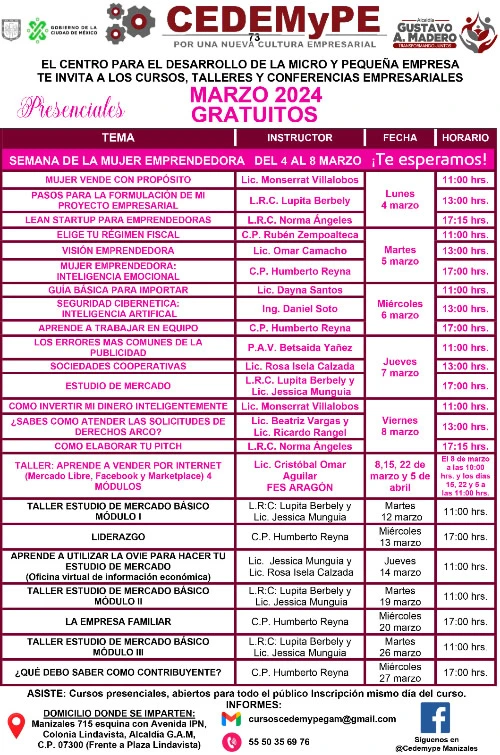 GOBIERNO DE LA
CIUDAD DE MÉXICO
CEDEMyPE
73
POR UNA NUEVA CULTURA EMPRESARIAL
Alcaldía
GUSTAVO
A. MADERO
TRANSFORMANDO JUNTOS
EL CENTRO PARA EL DESARROLLO DE LA MICRO Y PEQUEÑA EMPRESA
TE INVITA A LOS CURSOS, TALLERES Y CONFERENCIAS EMPRESARIALES
Presenciales
MARZO 2024
GRATUITOS
TEMA INSTRUCTOR FECHA HORARIO
SEMANA DE LA MUJER EMPRENDEDORA DEL 4 AL 8 MARZO ¡Te esperamos!
MUJER VENDE CON PROPÓSITO Lic. Monserrat Villalobos 11:00 hrs.
PASOS PARA LA FORMULACIÓN DE MI
PROYECTO EMPRESARIAL L.R.C. Lupita Berbely 13:00 hrs.
Lunes
4 marzo
LEAN STARTUP PARA EMPRENDEDORAS L.R.C. Norma Ángeles 17:15 hrs.
ELIGE TU RÉGIMEN FISCAL C.P. Rubén Zempoalteca 11:00 hrs.
VISIÓN EMPRENDEDORA Lic. Omar Camacho 13:00 hrs.
Martes
5 marzo
MUJER EMPRENDEDORA:
INTELIGENCIA EMOCIONAL C.P. Humberto Reyna 17:00 hrs.
GUÍA BÁSICA PARA IMPORTAR Lic. Dayna Santos 11:00 hrs.
SEGURIDAD CIBERNETICA:
INTELIGENCIA ARTIFICAL Ing. Daniel Soto 13:00 hrs.
Miércoles
6 marzo
APRENDE A TRABAJAR EN EQUIPO C.P. Humberto Reyna 17:00 hrs.
LOS ERRORES MAS COMUNES DE LA
PUBLICIDAD P.A.V. Betsaida Yañez 11:00 hrs.
SOCIEDADES COOPERATIVAS Lic. Rosa Isela Calzada 13:00 hrs.
Jueves
7 marzo
ESTUDIO DE MERCADO L.R.C. Lupita Berbely y
Lic. Jessica Munguia 17:00 hrs.
COMO INVERTIR MI DINERO INTELIGENTEMENTE Lic. Monserrat Villalobos 11:00 hrs.
¿SABES COMO ATENDER LAS SOLICITUDES DE
DERECHOS ARCO? Lic. Beatriz Vargas y
Lic. Ricardo Rangel 13:00 hrs.
Viernes
8 marzo
COMO ELABORAR TU PITCH L.R.C. Norma Ángeles 17:15 hrs.
TALLER: APRENDE A VENDER POR INTERNET
(Mercado Libre, Facebook y Marketplace) 4
MÓDULOS
Lic. Cristóbal Omar
Aguilar
FES ARAGÓN
8,15, 22 de
marzo y 5 de
abril
El 8 de marzo
a las 10:00
hrs. y los días
15, 22 y 5 a
las 11:00 hrs.
TALLER ESTUDIO DE MERCADO BÁSICO
MÓDULO I
L.R:C: Lupita Berbely y
Lic. Jessica Munguia
Martes
12 marzo
11:00 hrs.
LIDERAZGO C.P. Humberto Reyna
Miércoles
13 marzo
17:00 hrs.
APRENDE A UTILIZAR LA OVIE PARA HACER TU
ESTUDIO DE MERCADO
(Oficina virtual de información económica)
Lic. Jessica Munguia y
Lic. Rosa Isela Calzada
Jueves
14 marzo
11:00 hrs.
TALLER ESTUDIO DE MERCADO BÁSICO
MÓDULO II
L.R:C: Lupita Berbely y
Lic. Jessica Munguia
Martes
19 marzo
11:00 hrs.
LA EMPRESA FAMILIAR C.P. Humberto Reyna
Miércoles
20 marzo
17:00 hrs.
TALLER ESTUDIO DE MERCADO BÁSICO
MÓDULO III
L.R:C: Lupita Berbely y
Lic. Jessica Munguia
Martes
26 marzo
11:00 hrs.
¿QUÉ DEBO SABER COMO CONTRIBUYENTE? C.P. Humberto Reyna
Miércoles
27 marzo
17:00 hrs.
ASISTE: Cursos presenciales, abiertos para todo el público Inscripción mismo día del curso.
INFORMES:
DOMICILIO DONDE SE IMPARTEN:
Manizales 715 esquina con Avenida IPN,
Colonia Lindavista, Alcaldía G.A.M,
C.P. 07300 (Frente a Plaza Lindavista)
cursoscedemypegam@gmail.com
55 50 35 69 76
Síguenos en
@Cedemype Manizales